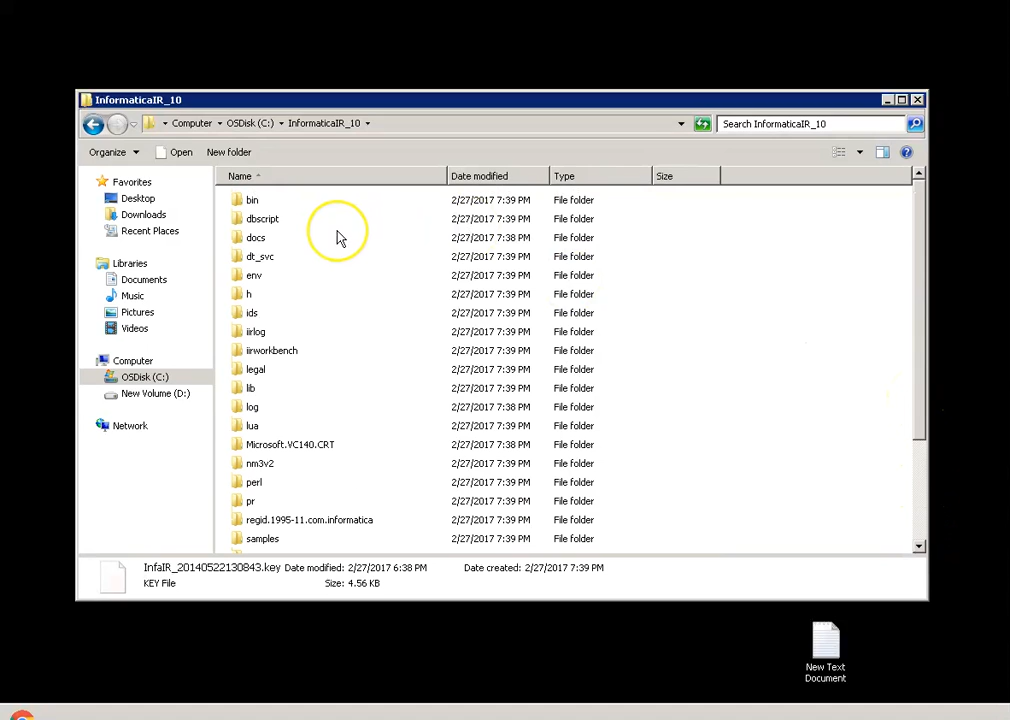 InformaticaIR_10
Computer OSDisk (C:) InformaticaIR_10
Search InformaticaIR_10
Organize Open New folder
Name Date modified Type Size
Favorites
Desktop
Downloads
Recent Places
Libraries
Documents
Music
Pictures
Videos
Computer
OSDisk (C:)
New Volume (D:)
Network
bin 2/27/2017 7:39 PM File folder
dbscript 2/27/2017 7:39 PM File folder
docs 2/27/2017 7:38 PM File folder
dt_svc 2/27/2017 7:39 PM File folder
env 2/27/2017 7:39 PM File folder
h 2/27/2017 7:39 PM File folder
ids 2/27/2017 7:39 PM File folder
iirlog 2/27/2017 7:39 PM File folder
iirworkbench 2/27/2017 7:39 PM File folder
legal 2/27/2017 7:39 PM File folder
lib 2/27/2017 7:39 PM File folder
log 2/27/2017 7:38 PM File folder
lua 2/27/2017 7:39 PM File folder
Microsoft.VC140.CRT 2/27/2017 7:38 PM File folder
nm3v2 2/27/2017 7:39 PM File folder
perl 2/27/2017 7:39 PM File folder
pr 2/27/2017 7:39 PM File folder
regid.1995-11.com.informatica 2/27/2017 7:39 PM File folder
samples 2/27/2017 7:39 PM File folder
InfaIR_20140522130843.key Date modified: 2/27/2017 6:38 PM Date created: 2/27/2017 7:39 PM
KEY File Size: 4.56 KB
New Text
Document